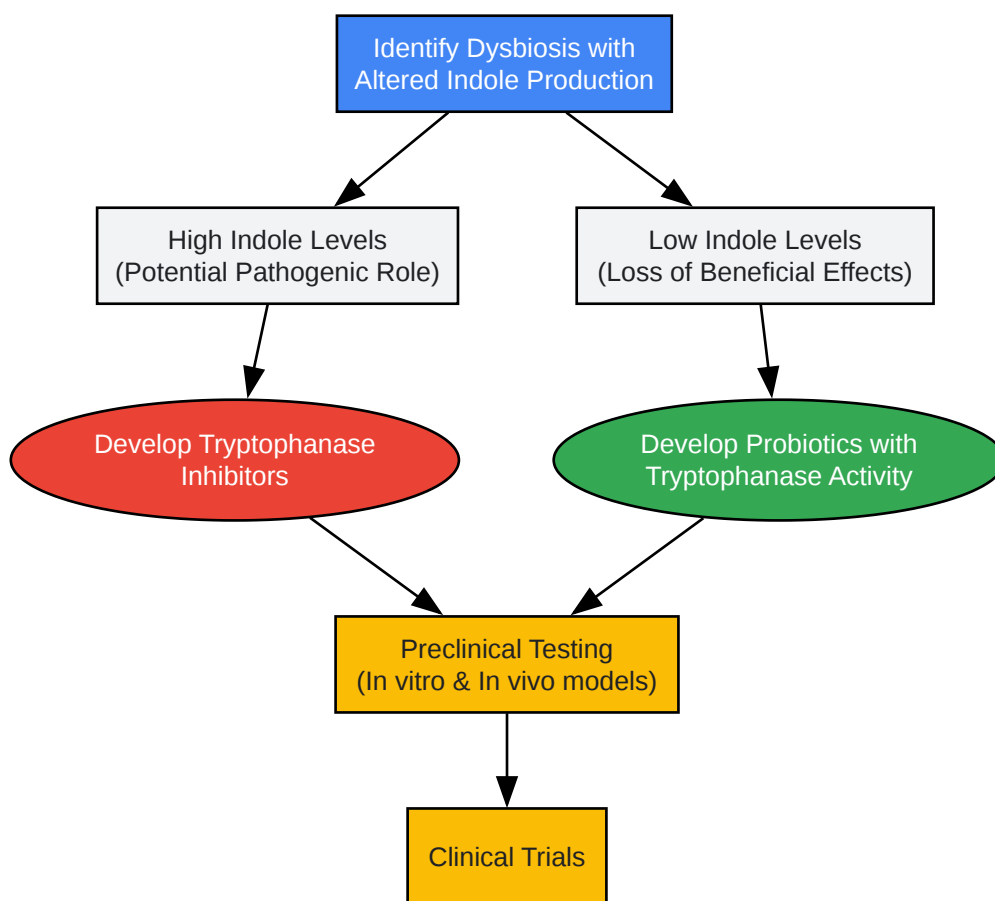 Identify Dysbiosis with
Altered Indole Production
High Indole Levels
(Potential Pathogenic Role)
Low Indole Levels
(Loss of Beneficial Effects)
Develop Tryptophanase
Inhibitors
Develop Probiotics with
Tryptophanase Activity
Preclinical Testing
(In vitro & In vivo models)
Clinical Trials